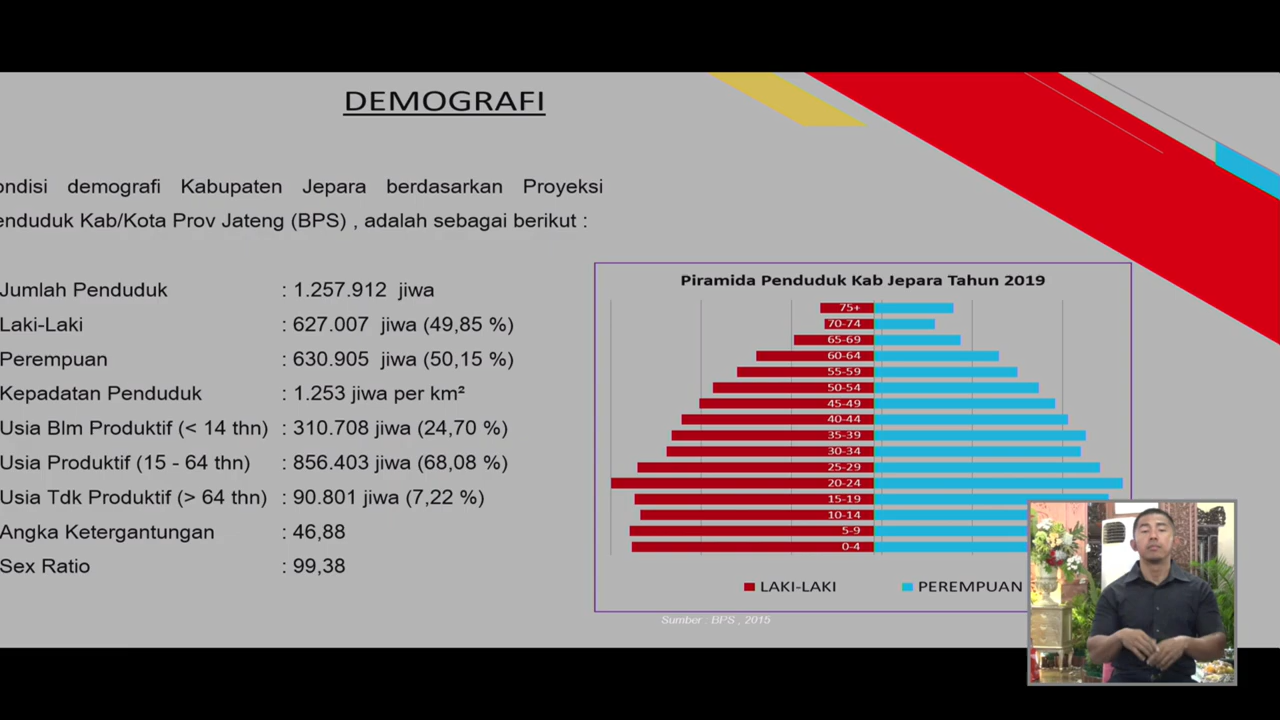 DEMOGRAFI
ondisi demografi Kabupaten Jepara berdasarkan Proyeksi
enduduk Kab/Kota Prov Jateng (BPS) , adalah sebagai berikut :
Jumlah Penduduk : 1.257.912 jiwa
Laki-Laki : 627.007 jiwa (49,85 %)
Perempuan : 630.905 jiwa (50,15 %)
Kepadatan Penduduk : 1.253 jiwa per km²
Usia Blm Produktif (< 14 thn) : 310.708 jiwa (24,70 %)
Usia Produktif (15 - 64 thn) : 856.403 jiwa (68,08 %)
Usia Tdk Produktif (> 64 thn) : 90.801 jiwa (7,22 %)
Angka Ketergantungan : 46,88
Sex Ratio : 99,38
Piramida Penduduk Kab Jepara Tahun 2019
75+
70-74
65-69
60-64
55-59
50-54
45-49
40-44
35-39
30-34
25-29
20-24
15-19
10-14
5-9
0-4
LAKI-LAKI PEREMPUAN
Sumber : BPS , 2015